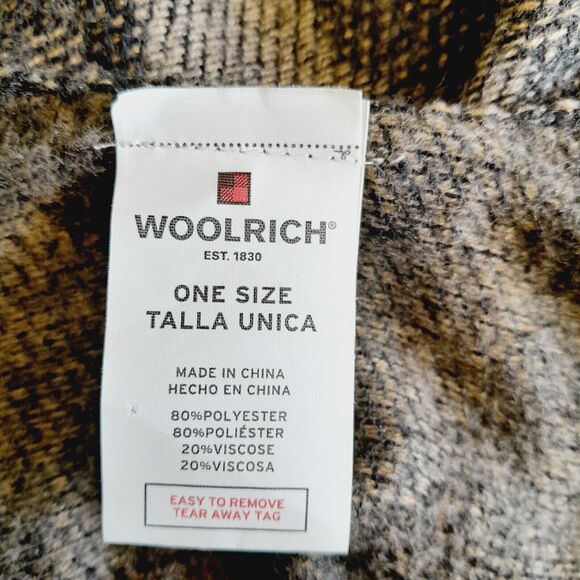 WOOLRICH®
EST. 1830
ONE SIZE
TALLA UNICA
MADE IN CHINA
HECHO EN CHINA
80%POLYESTER
80%POLIÉSTER
20%VISCOSE
20%VISCOSA
EASY TO REMOVE
TEAR AWAY TAG